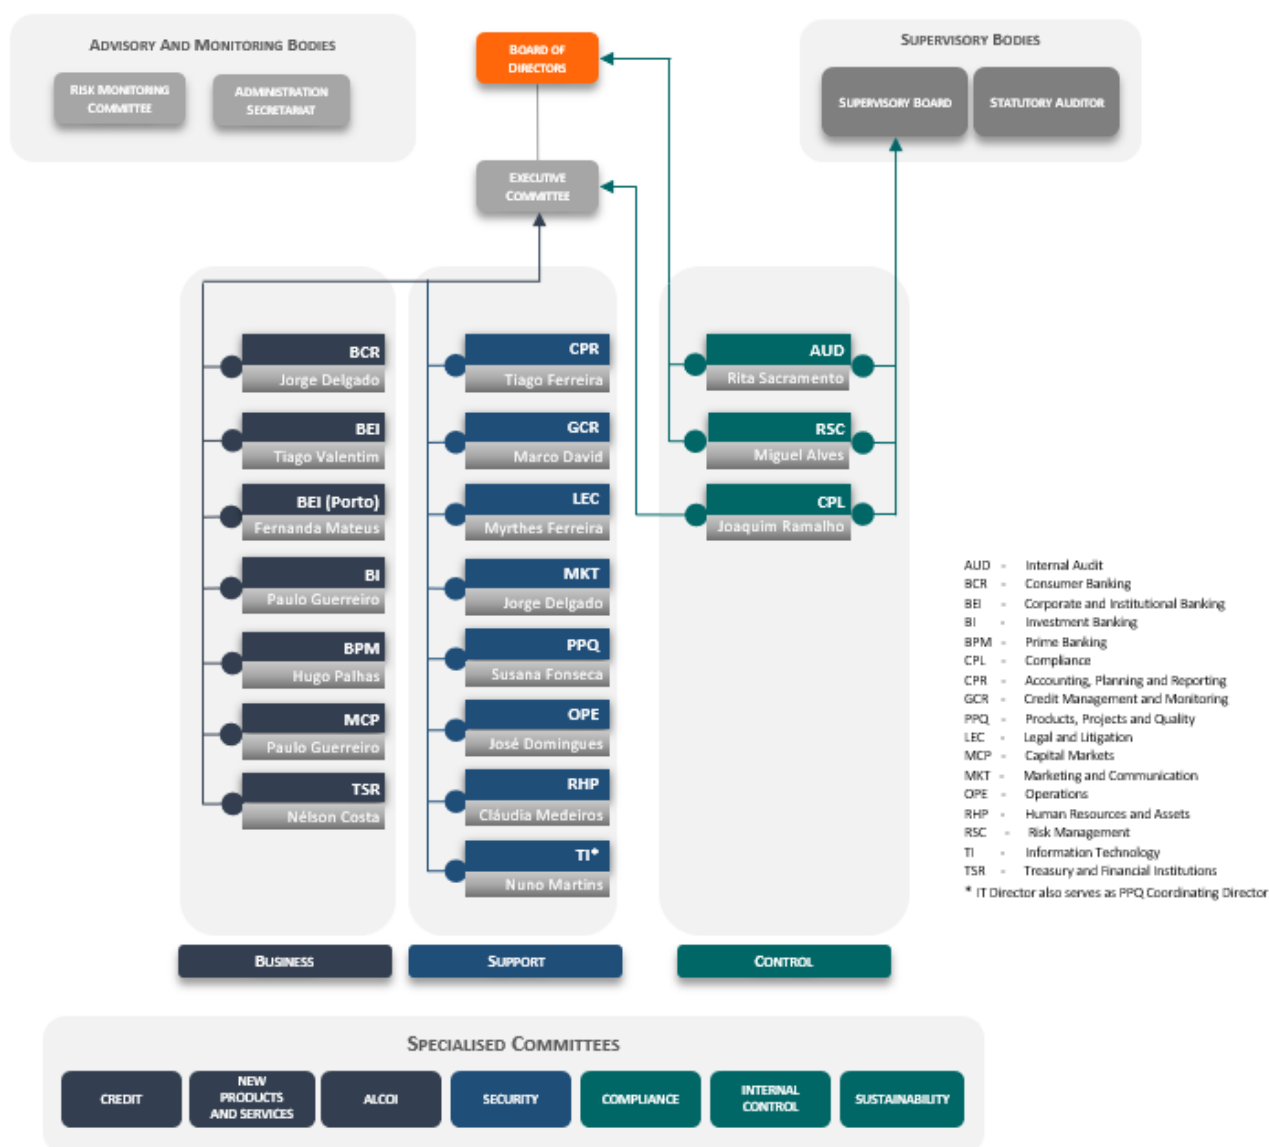 ADVISORY AND MONITORING BODIES
RISK MONITORING
COMMITTEE
ADMINISTRATION
SECRETARIAT
BOARD OF
DIRECTORS
EXECUTIVE
COMMITTEE
SUPERVISORY BODIES
SUPERVISORY BOARD
STATUTORY AUDITOR
BCR
Jorge Delgado
BEI
Tiago Valentim
BEI (Porto)
Fernanda Mateus
BI
Paulo Guerreiro
BPM
Hugo Palhas
MCP
Paulo Guerreiro
TSR
Nélson Costa
BUSINESS
CPR
Tiago Ferreira
GCR
Marco David
LEC
Myrthes Ferreira
MKT
Jorge Delgado
PPQ
Susana Fonseca
OPE
José Domingues
RHP
Cláudia Medeiros
TI*
Nuno Martins
SUPPORT
AUD
Rita Sacramento
RSC
Miguel Alves
CPL
Joaquim Ramalho
CONTROL
AUD - Internal Audit
BCR - Consumer Banking
BEI - Corporate and Institutional Banking
BI - Investment Banking
BPM - Prime Banking
CPL - Compliance
CPR - Accounting, Planning and Reporting
GCR - Credit Management and Monitoring
PPQ - Products, Projects and Quality
LEC - Legal and Litigation
MCP - Capital Markets
MKT - Marketing and Communication
OPE - Operations
RHP - Human Resources and Assets
RSC - Risk Management
TI - Information Technology
TSR - Treasury and Financial Institutions
* IT Director also serves as PPQ Coordinating Director
SPECIALISED COMMITTEES
CREDIT
NEW
PRODUCTS
AND SERVICES
ALCOI
SECURITY
COMPLIANCE
INTERNAL
CONTROL
SUSTAINABILITY